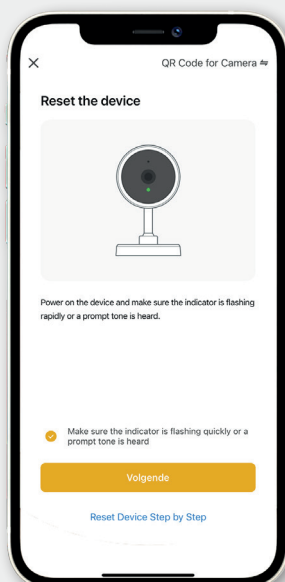 QR Code for Camera
Reset the device
Power on the device and make sure the indicator is flashing
rapidly or a prompt tone is heard.
Make sure the indicator is flashing quickly or a
prompt tone is heard
Volgende
Reset Device Step by Step